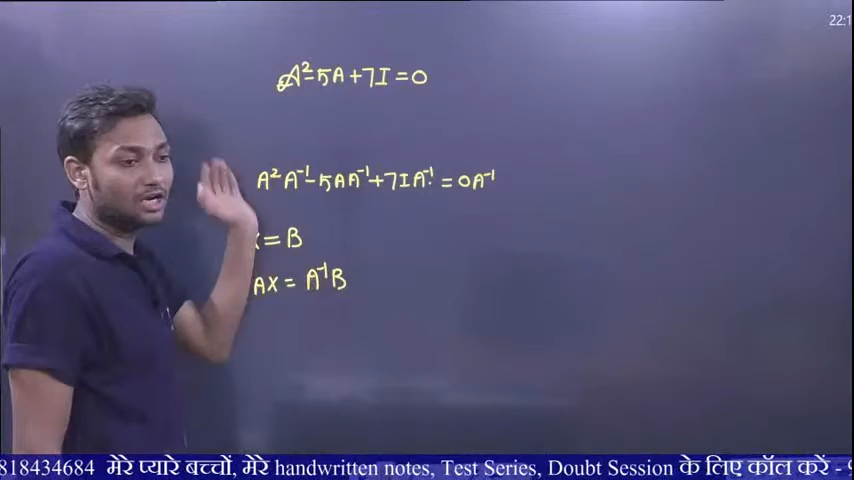 22:1
A²-5A+7I=0
A²A⁻¹-5AA⁻¹+7IA⁻¹=0A⁻¹
=B
AX=A⁻¹B
818434684 मेरे प्यारे बच्चों, मेरे handwritten notes, Test Series, Doubt Session के लिए कॉल करें -